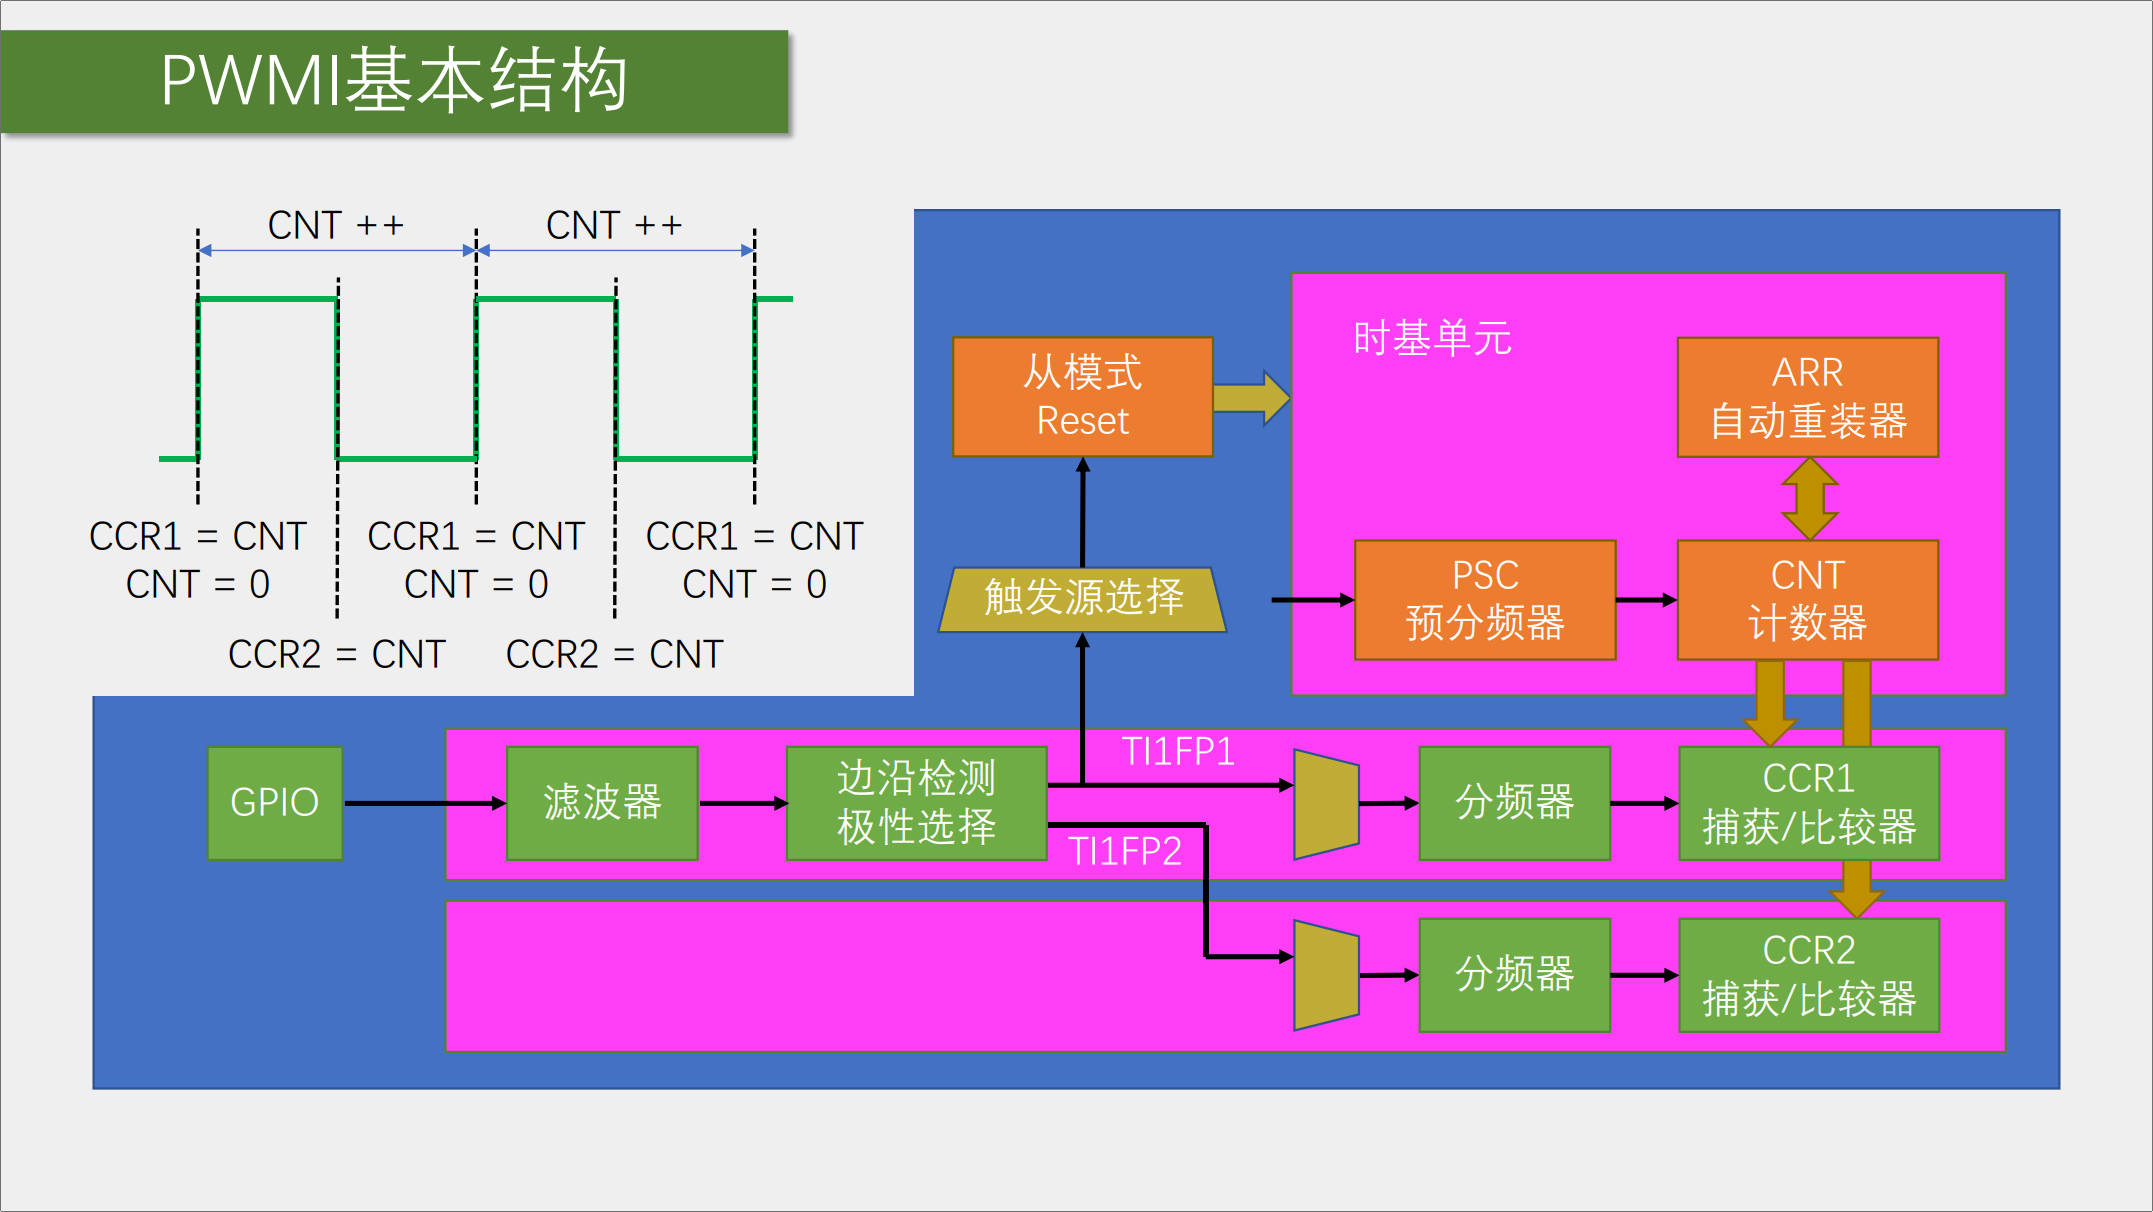 PWMI基本结构
CNT ++
CNT ++
CCR1 = CNT
CNT = 0
CCR1 = CNT
CNT = 0
CCR1 = CNT
CNT = 0
CCR2 = CNT
CCR2 = CNT
从模式
Reset
时基单元
ARR
自动重装器
触发源选择
PSC
预分频器
CNT
计数器
GPIO
滤波器
边沿检测
极性选择
TI1FP1
TI1FP2
分频器
CCR1
捕获/比较器
分频器
CCR2
捕获/比较器